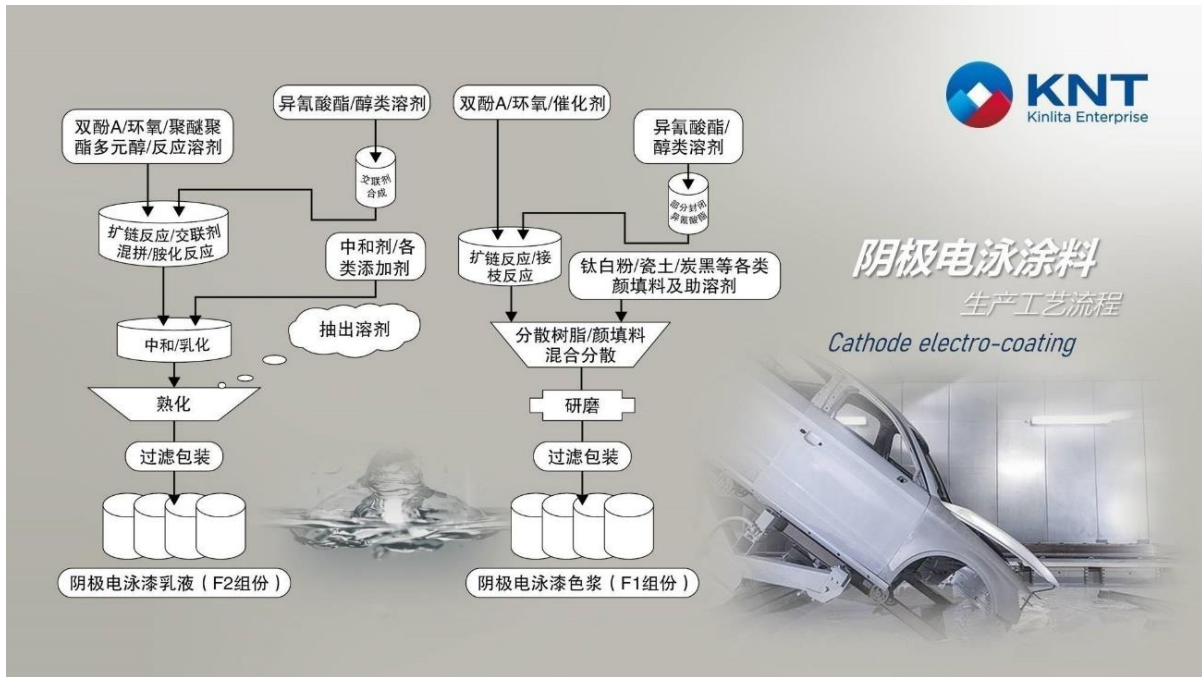 KNT
Kinlita Enterprise
阴极电泳涂料
生产工艺流程
Cathode electro-coating
双酚A/环氧/聚醚聚
酯多元醇/反应溶剂
异氰酸酯/醇类溶剂
交联剂
合成
扩链反应/交联剂
混拼/胺化反应
中和剂/各
类添加剂
中和/乳化
抽出溶剂
熟化
过滤包装
阴极电泳漆乳液（F2组份）
双酚A/环氧/催化剂
异氰酸酯/
醇类溶剂
部分封闭
异氰酸酯
扩链反应/接
枝反应
钛白粉/瓷土/炭黑等各类
颜填料及助溶剂
分散树脂/颜填料
混合分散
研磨
过滤包装
阴极电泳漆色浆（F1组份）